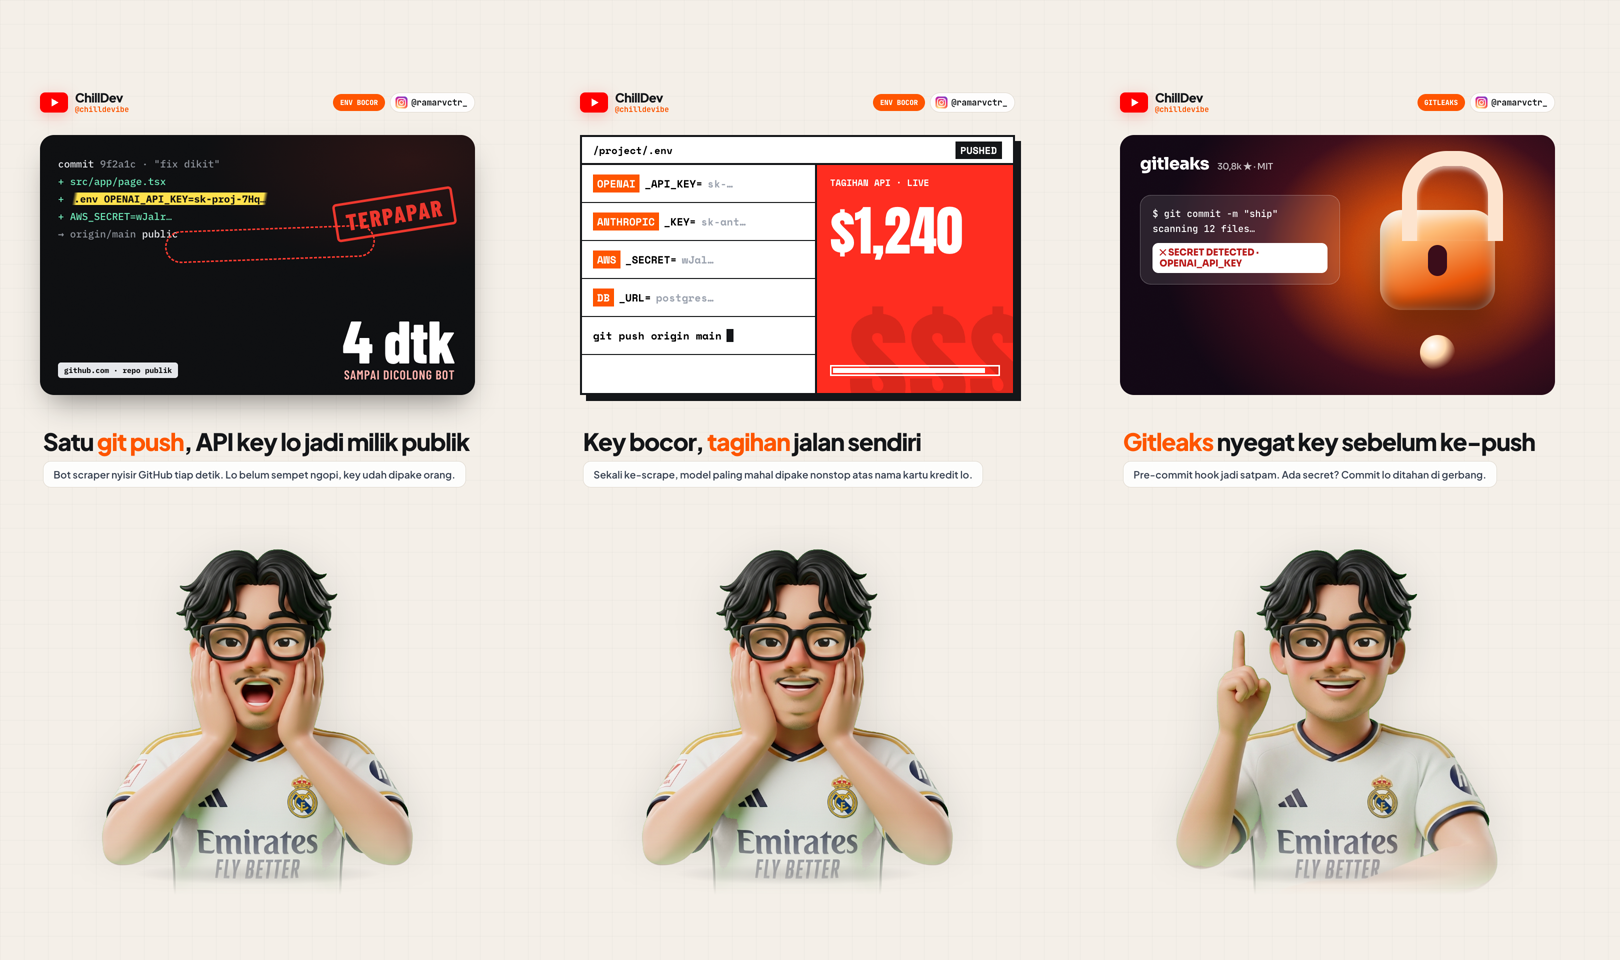 ChillDev
@chilldevibe
ENV BOCOR
@ramarvctr_
commit 9f2a1c · "fix dikit"
+ src/app/page.tsx
+ .env OPENAI_API_KEY=sk-proj-7Hq…
+ AWS_SECRET=wJalr…
→ origin/main public
TERPAPAR
4 dtk
SAMPAI DICOLONG BOT
github.com · repo publik
Satu git push, API key lo jadi milik publik
Bot scraper nyisir GitHub tiap detik. Lo belum sempet ngopi, key udah dipake orang.
Emirates
FLY BETTER
ChillDev
@chilldevibe
ENV BOCOR
@ramarvctr_
/project/.env
PUSHED
OPENAI _API_KEY= sk-…
ANTHROPIC _KEY= sk-ant…
AWS _SECRET= wJal…
DB _URL= postgres…
git push origin main
TAGIHAN API · LIVE
$1,240
$$$
Key bocor, tagihan jalan sendiri
Sekali ke-scrape, model paling mahal dipake nonstop atas nama kartu kredit lo.
Emirates
FLY BETTER
ChillDev
@chilldevibe
GITLEAKS
@ramarvctr_
gitleaks 30,8k ★ · MIT
$ git commit -m "ship"
scanning 12 files…
✕ SECRET DETECTED ·
OPENAI_API_KEY
Gitleaks nyegat key sebelum ke-push
Pre-commit hook jadi satpam. Ada secret? Commit lo ditahan di gerbang.
Emirates
FLY BETTER